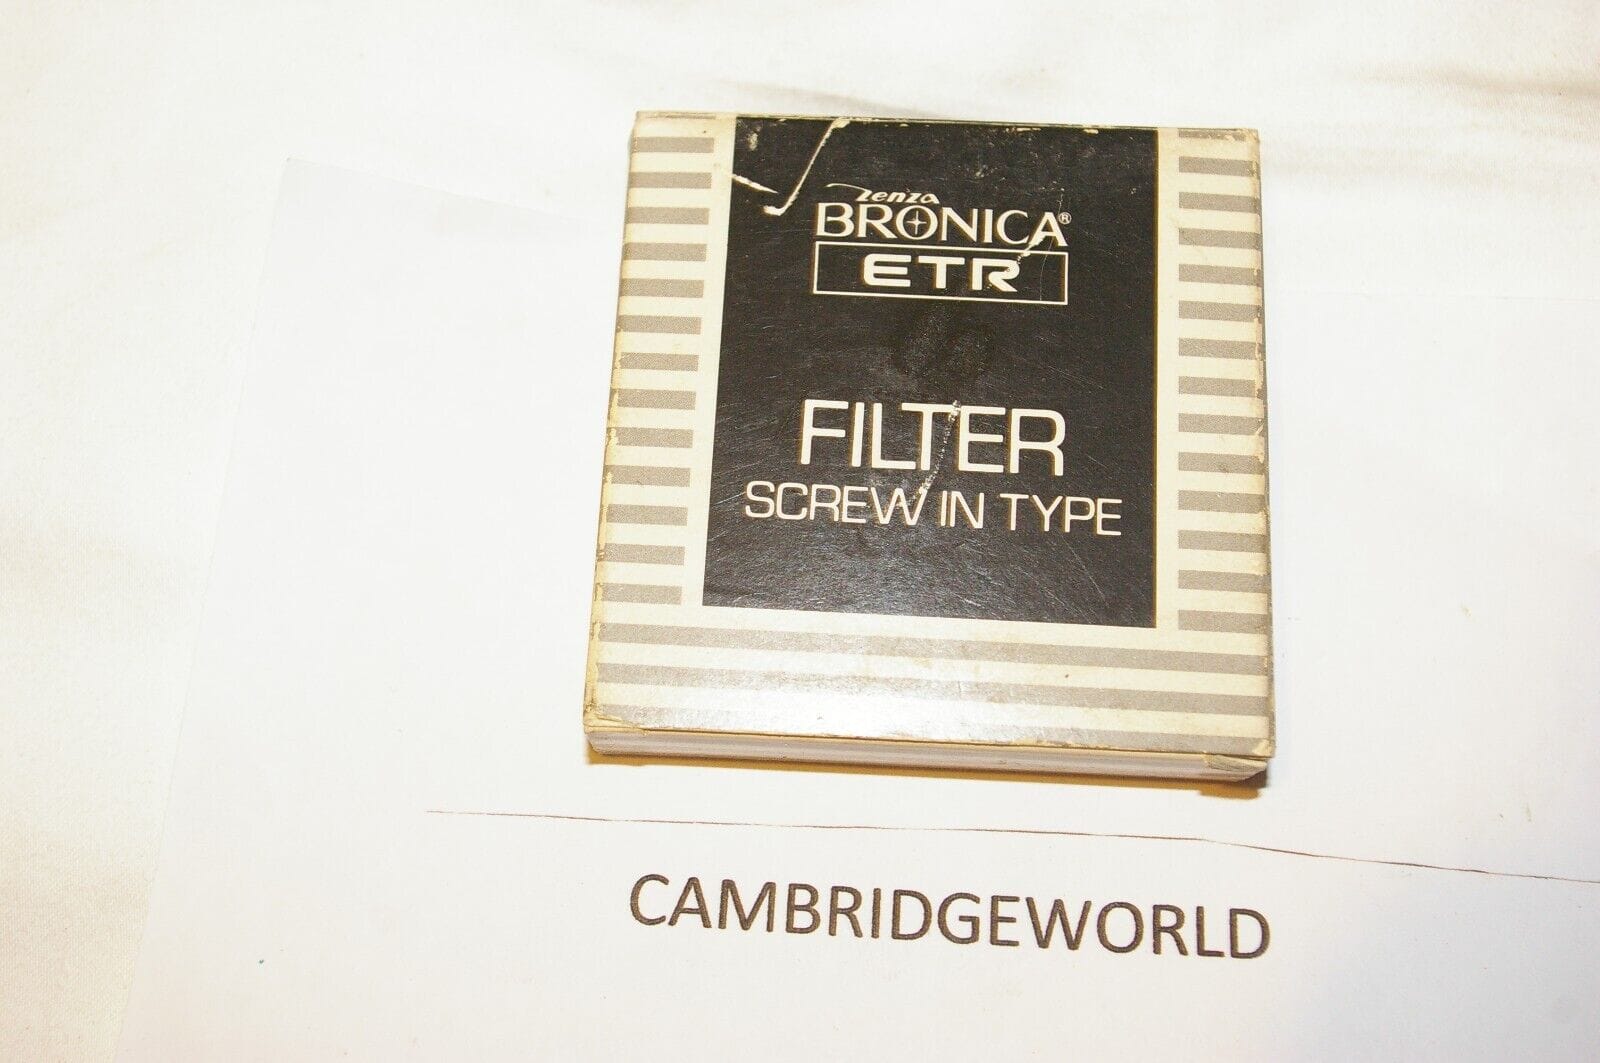 zenza
BRONICA®
ETR
FILTER
SCREW IN TYPE
CAMBRIDGEWORLD